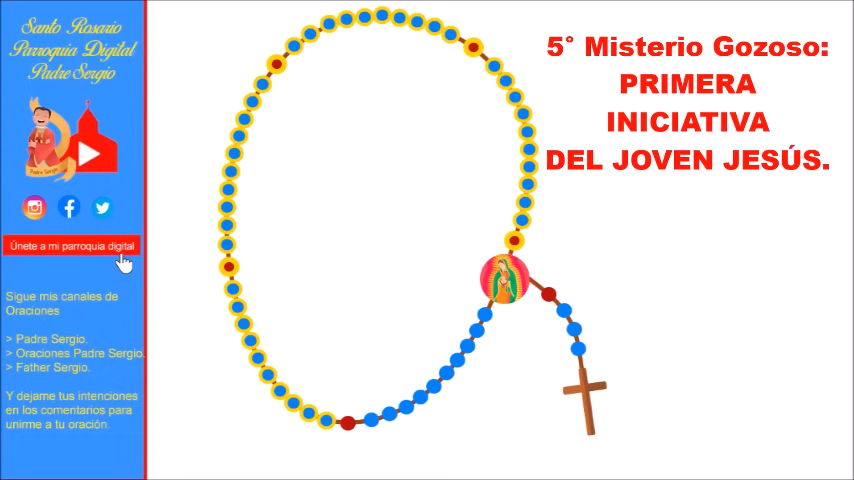 Santo Rosario
Parroquia Digital
Padre Sergio
Padre Sergio
Únete a mi parroquia digital
Sigue mis canales de
Oraciones
> Padre Sergio.
> Oraciones Padre Sergio.
> Father Sergio.
Y dejame tus intenciones
en los comentarios para
unirme a tu oración.
5° Misterio Gozoso:
PRIMERA
INICIATIVA
DEL JOVEN JESÚS.